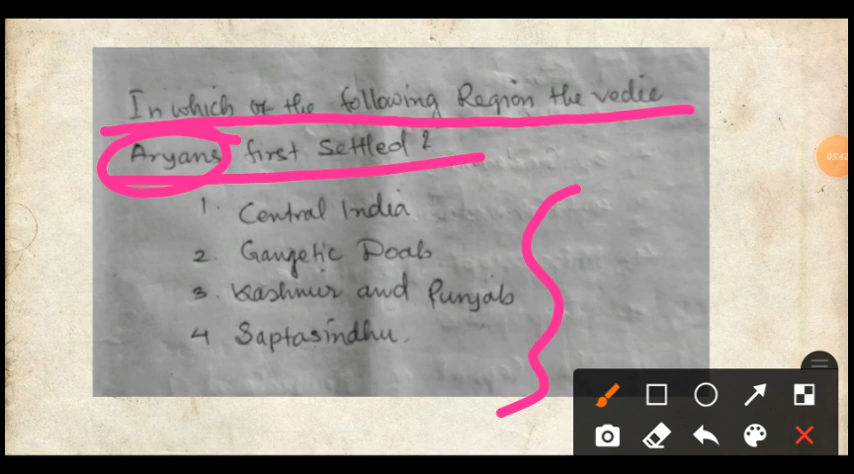 In which of the following Region the vedic
Aryans first settled ?
1. Central India
2. Gangetic Doab
3. Kashmir and Punjab
4 Saptasindhu.